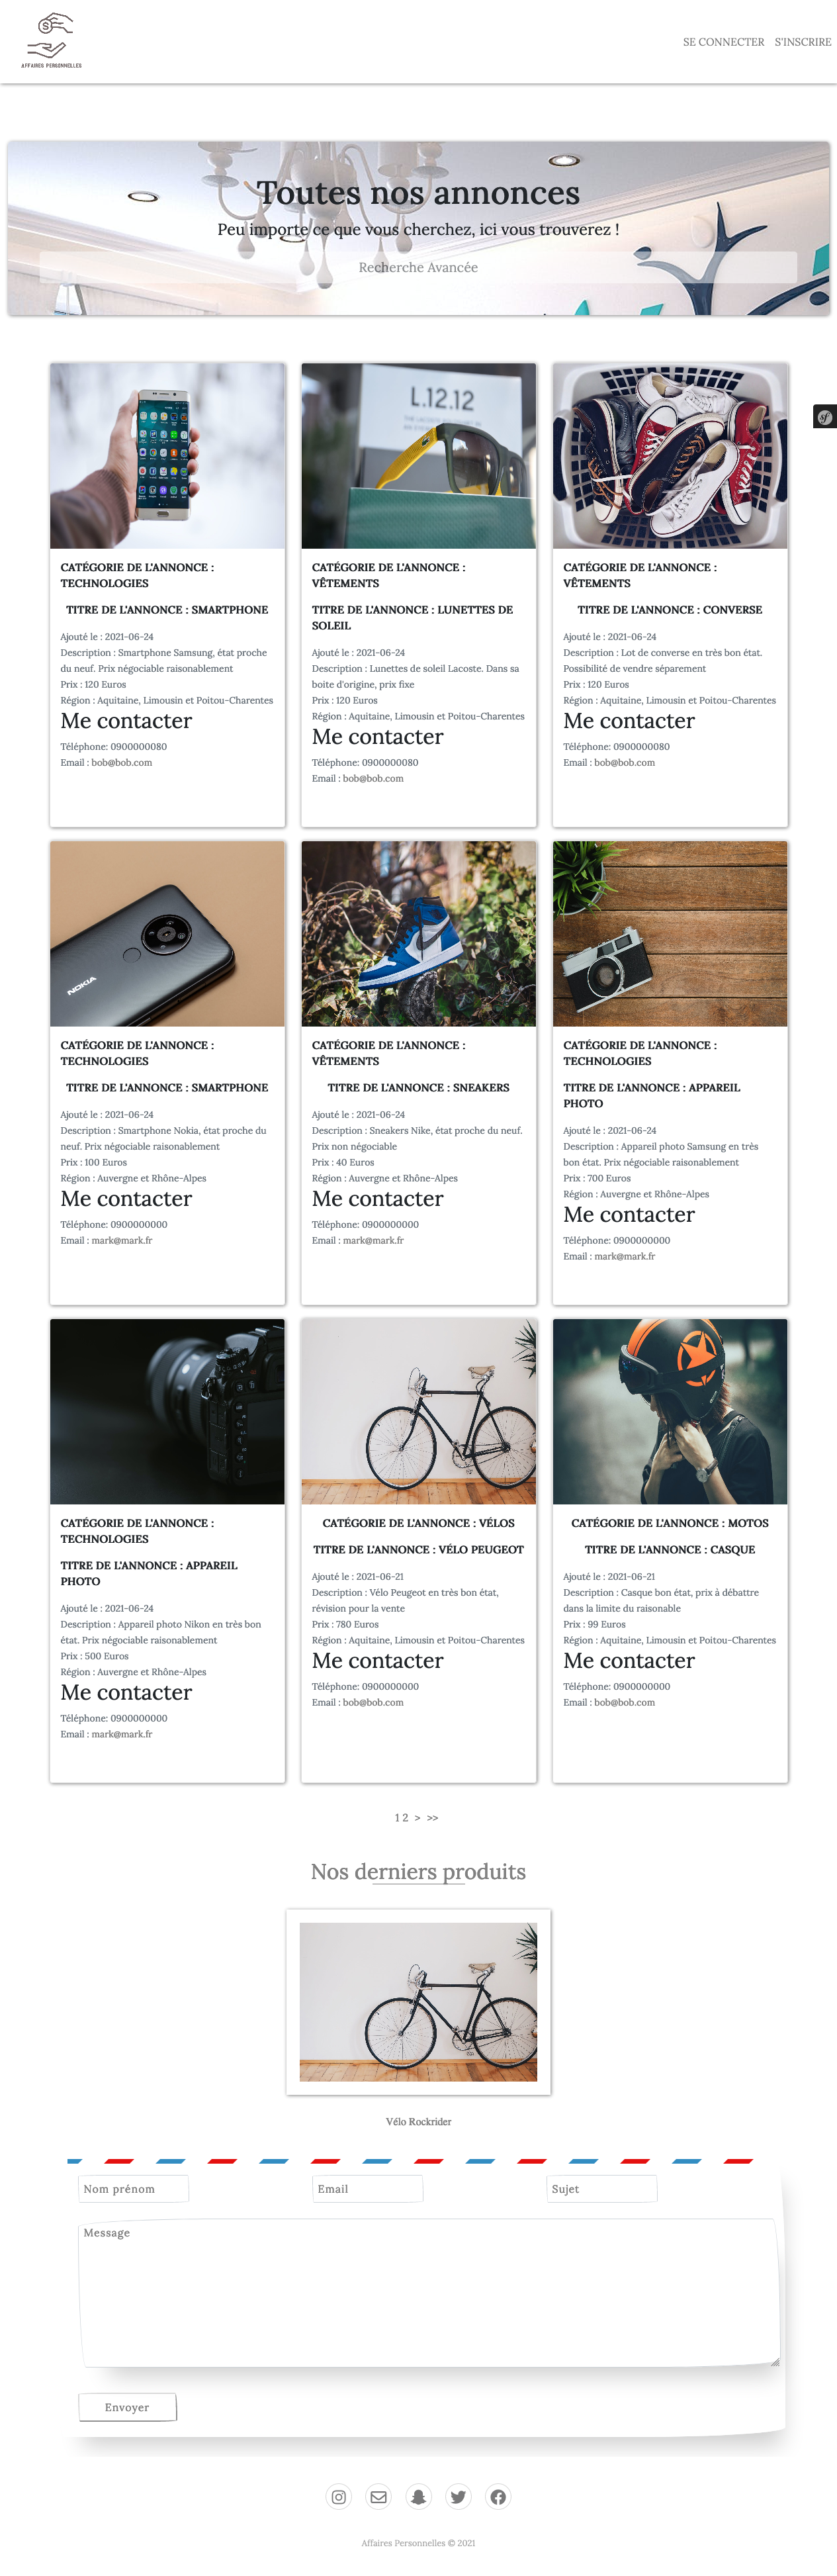 AFFAIRES PERSONNELLES
SE CONNECTER S'INSCRIRE
Toutes nos annonces
Peu importe ce que vous cherchez, ici vous trouverez !
Recherche Avancée
L.12.12
sf
CATÉGORIE DE L'ANNONCE :
TECHNOLOGIES
TITRE DE L'ANNONCE : SMARTPHONE
Ajouté le : 2021-06-24
Description : Smartphone Samsung, état proche
du neuf. Prix négociable raisonablement
Prix : 120 Euros
Région : Aquitaine, Limousin et Poitou-Charentes
Me contacter
Téléphone: 0900000080
Email : bob@bob.com
CATÉGORIE DE L'ANNONCE :
VÊTEMENTS
TITRE DE L'ANNONCE : LUNETTES DE
SOLEIL
Ajouté le : 2021-06-24
Description : Lunettes de soleil Lacoste. Dans sa
boite d'origine, prix fixe
Prix : 120 Euros
Région : Aquitaine, Limousin et Poitou-Charentes
Me contacter
Téléphone: 0900000080
Email : bob@bob.com
CATÉGORIE DE L'ANNONCE :
VÊTEMENTS
TITRE DE L'ANNONCE : CONVERSE
Ajouté le : 2021-06-24
Description : Lot de converse en très bon état.
Possibilité de vendre séparement
Prix : 120 Euros
Région : Aquitaine, Limousin et Poitou-Charentes
Me contacter
Téléphone: 0900000080
Email : bob@bob.com
NOKIA
CATÉGORIE DE L'ANNONCE :
TECHNOLOGIES
TITRE DE L'ANNONCE : SMARTPHONE
Ajouté le : 2021-06-24
Description : Smartphone Nokia, état proche du
neuf. Prix négociable raisonablement
Prix : 100 Euros
Région : Auvergne et Rhône-Alpes
Me contacter
Téléphone: 0900000000
Email : mark@mark.fr
CATÉGORIE DE L'ANNONCE :
VÊTEMENTS
TITRE DE L'ANNONCE : SNEAKERS
Ajouté le : 2021-06-24
Description : Sneakers Nike, état proche du neuf.
Prix non négociable
Prix : 40 Euros
Région : Auvergne et Rhône-Alpes
Me contacter
Téléphone: 0900000000
Email : mark@mark.fr
CATÉGORIE DE L'ANNONCE :
TECHNOLOGIES
TITRE DE L'ANNONCE : APPAREIL
PHOTO
Ajouté le : 2021-06-24
Description : Appareil photo Samsung en très
bon état. Prix négociable raisonablement
Prix : 700 Euros
Région : Auvergne et Rhône-Alpes
Me contacter
Téléphone: 0900000000
Email : mark@mark.fr
CATÉGORIE DE L'ANNONCE :
TECHNOLOGIES
TITRE DE L'ANNONCE : APPAREIL
PHOTO
Ajouté le : 2021-06-24
Description : Appareil photo Nikon en très bon
état. Prix négociable raisonablement
Prix : 500 Euros
Région : Auvergne et Rhône-Alpes
Me contacter
Téléphone: 0900000000
Email : mark@mark.fr
CATÉGORIE DE L'ANNONCE : VÉLOS
TITRE DE L'ANNONCE : VÉLO PEUGEOT
Ajouté le : 2021-06-21
Description : Vélo Peugeot en très bon état,
révision pour la vente
Prix : 780 Euros
Région : Aquitaine, Limousin et Poitou-Charentes
Me contacter
Téléphone: 0900000000
Email : bob@bob.com
CATÉGORIE DE L'ANNONCE : MOTOS
TITRE DE L'ANNONCE : CASQUE
Ajouté le : 2021-06-21
Description : Casque bon état, prix à débattre
dans la limite du raisonable
Prix : 99 Euros
Région : Aquitaine, Limousin et Poitou-Charentes
Me contacter
Téléphone: 0900000000
Email : bob@bob.com
1 2 > >>
Nos derniers produits
Vélo Rockrider
Nom prénom
Email
Sujet
Message
Envoyer
Affaires Personnelles © 2021